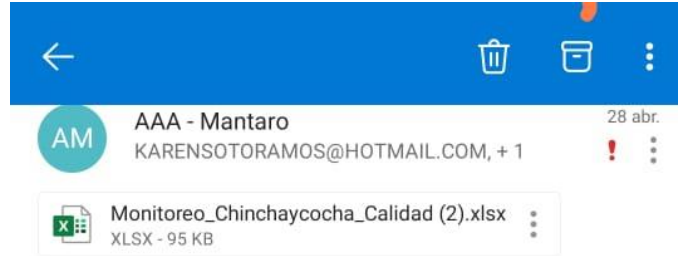 AM
AAA - Mantaro
28 abr.
KARENSOTORAMOS@HOTMAIL.COM, + 1
Monitoreo_Chinchaycocha_Calidad (2).xlsx
XLSX - 95 KB